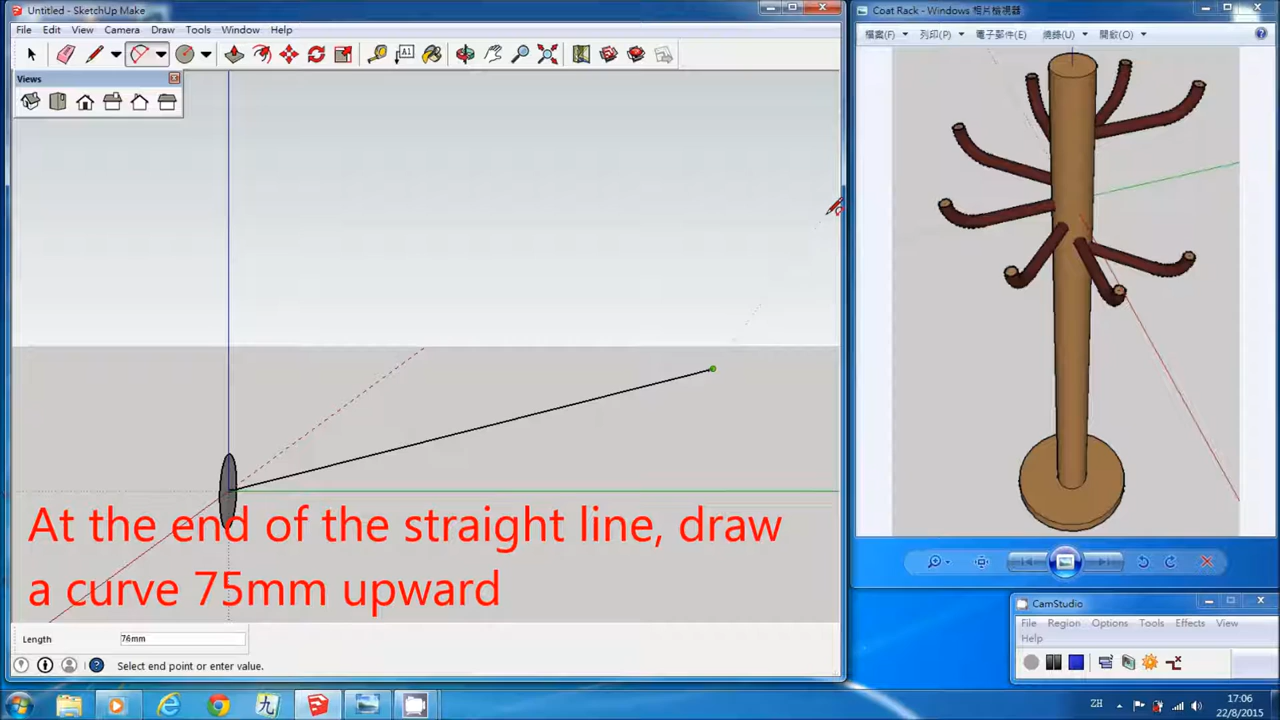 Untitled - SketchUp Make
File Edit View Camera Draw Tools Window Help
A1
Views
At the end of the straight line, draw
a curve 75mm upward
Length 76mm
Select end point or enter value.
Coat Rack - Windows 相片檢視器
檔案(F) 列印(P) 電子郵件(E) 燒錄(U) 開啟(O)
CamStudio
File Region Options Tools Effects View
Help
九
ZH
17:06
22/8/2015